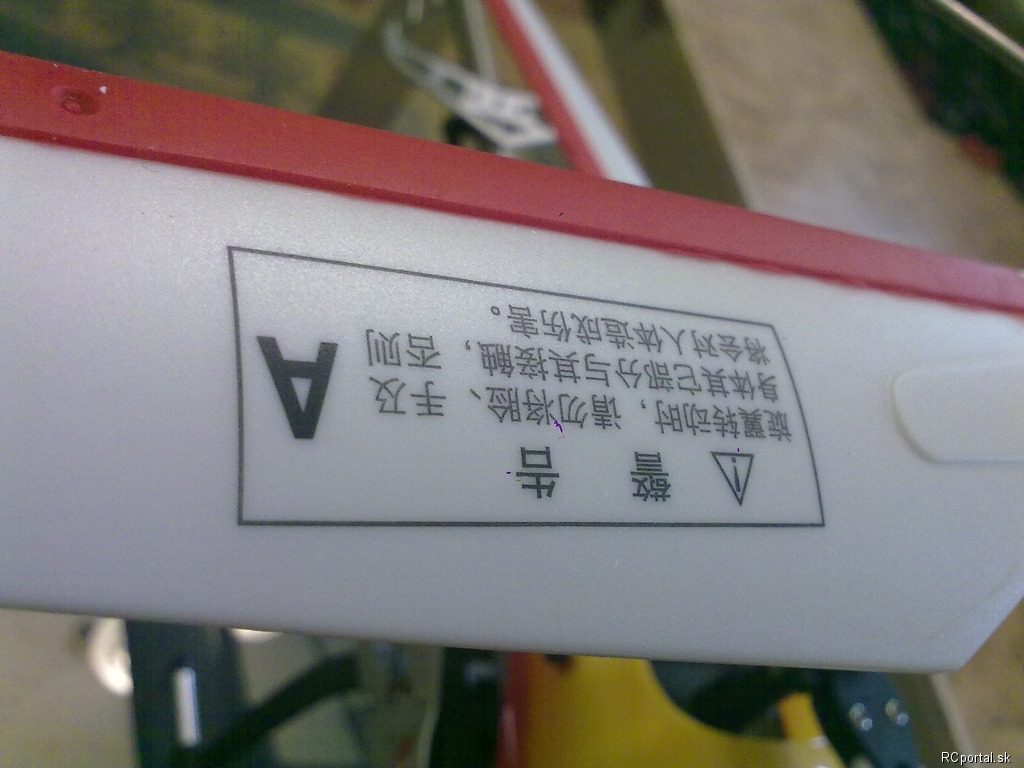 ⚠ 警 告
旋翼转动时，请勿将脸、手及
身体其它部分与其接触，否则
将会对人体造成伤害。
A
RCportal.sk